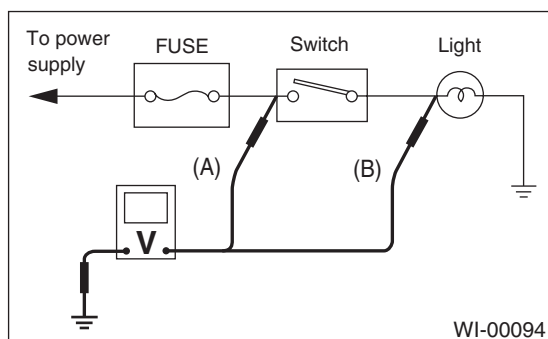 To power
supply
FUSE
Switch
Light
(A)
(B)
V
WI-00094